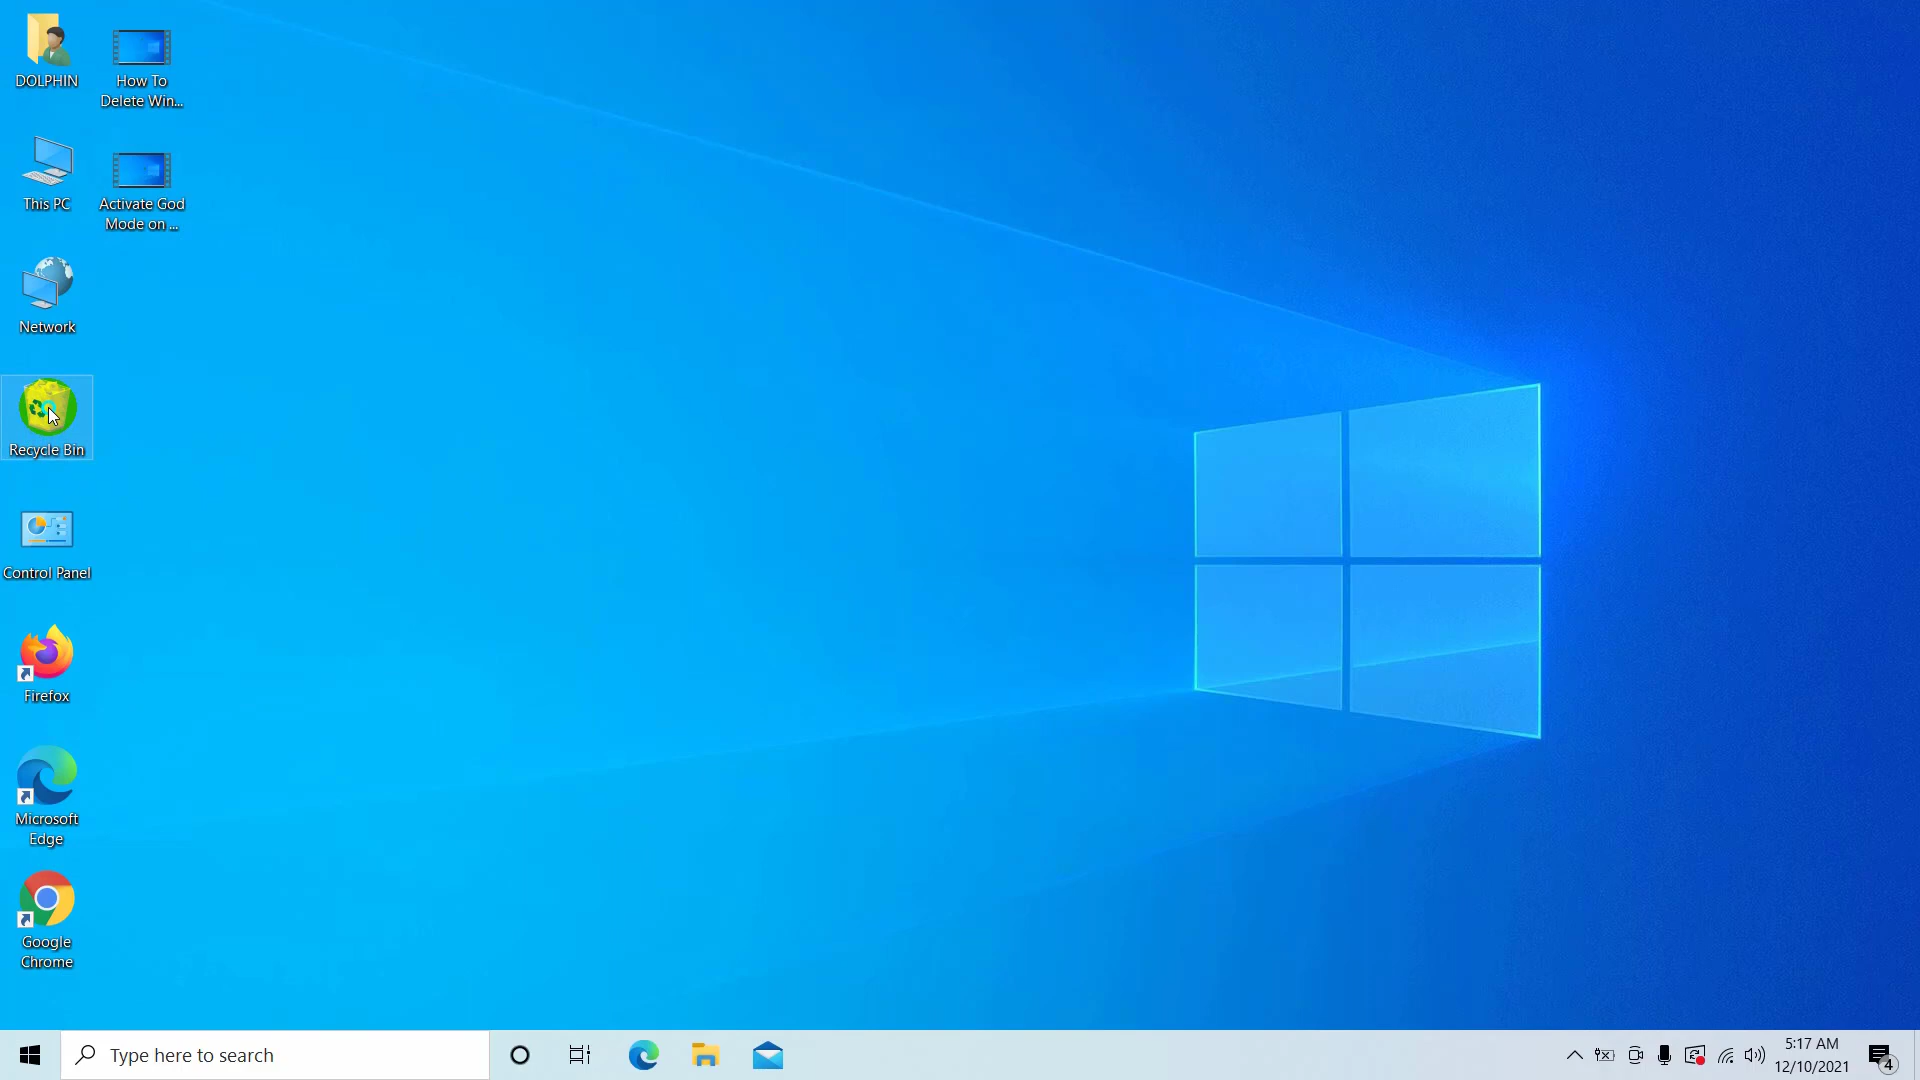 DOLPHIN
How To
Delete Win...
This PC
Activate God
Mode on ...
Network
Recycle Bin
Control Panel
Firefox
Microsoft
Edge
Google
Chrome
Type here to search
5:17 AM
12/10/2021
4